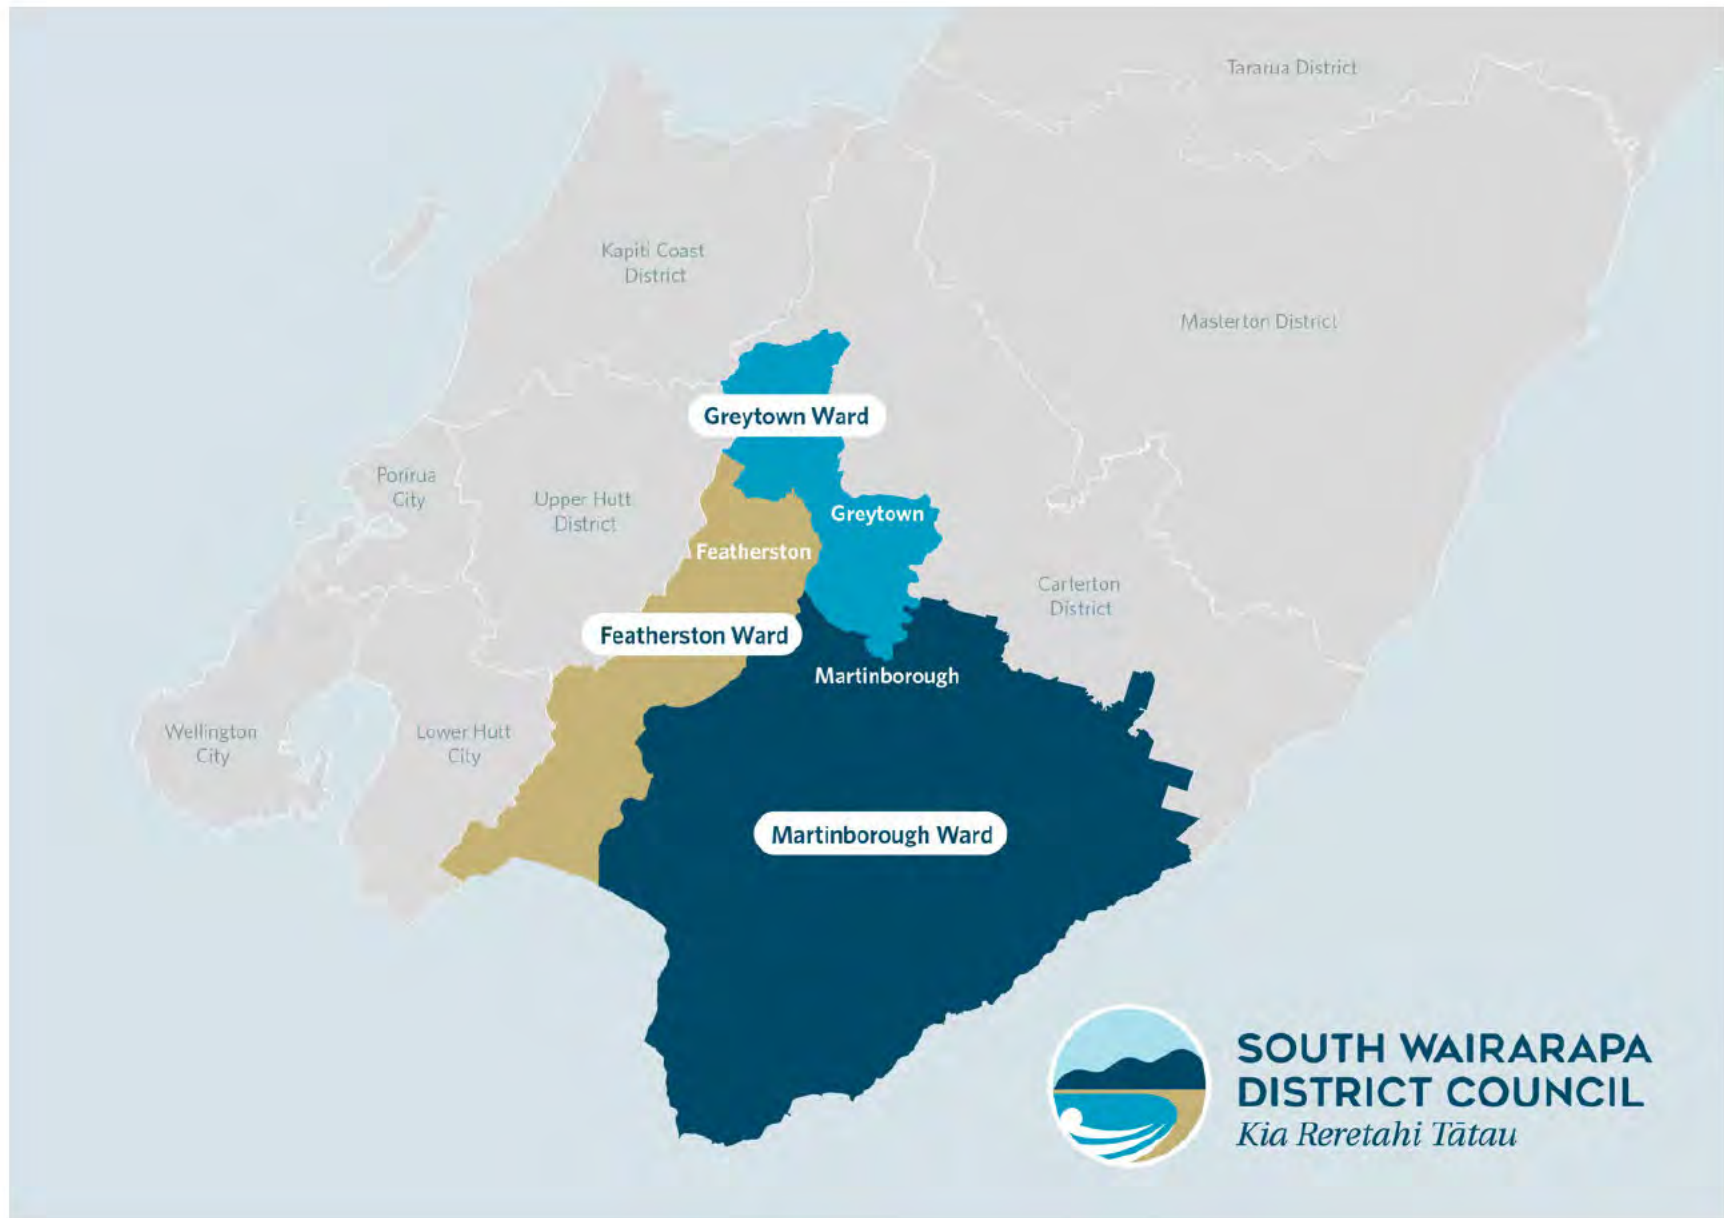 Tararua District
Kapiti Coast
District
Masterton District
Greytown Ward
Porirua
City
Upper Hutt
District
Greytown
Featherston
Carterton
District
Featherston Ward
Martinborough
Wellington
City
Lower Hutt
City
Martinborough Ward
SOUTH WAIRARAPA
DISTRICT COUNCIL
Kia Reretahi Tātau